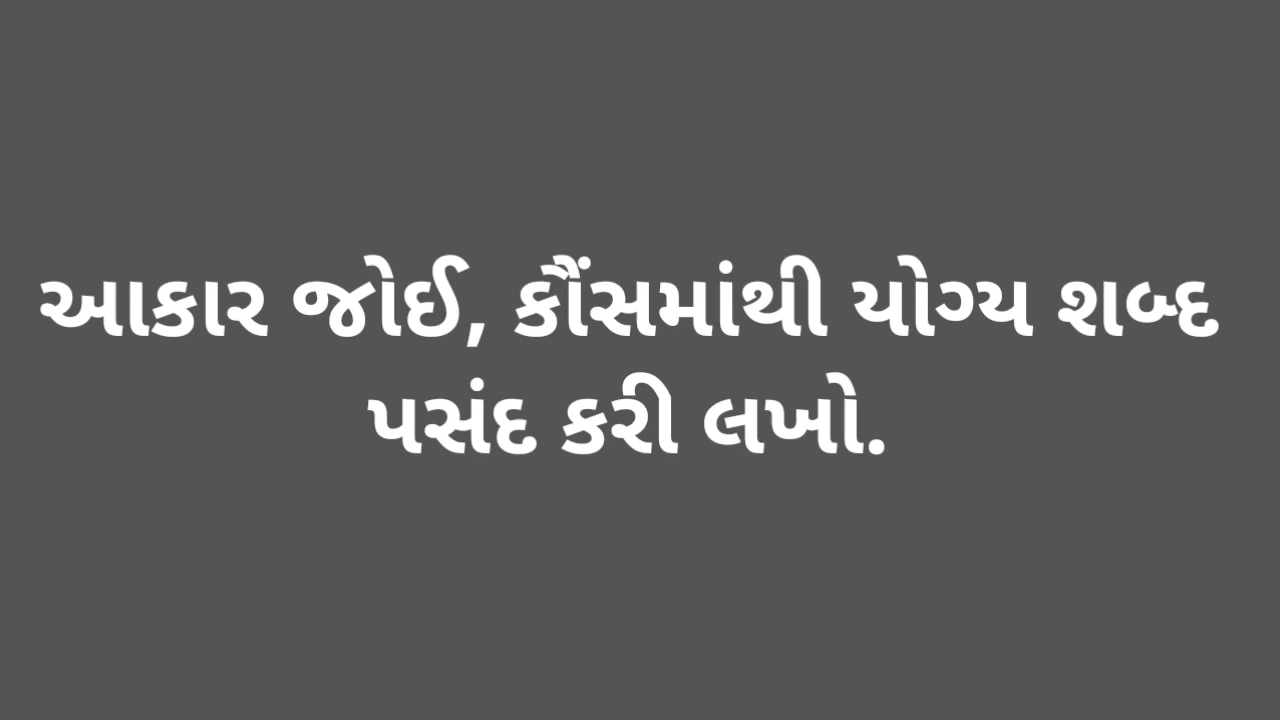 આકાર જોઈ, કૌંસમાંથી યોગ્ય શબ્દ
પસંદ કરી લખો.